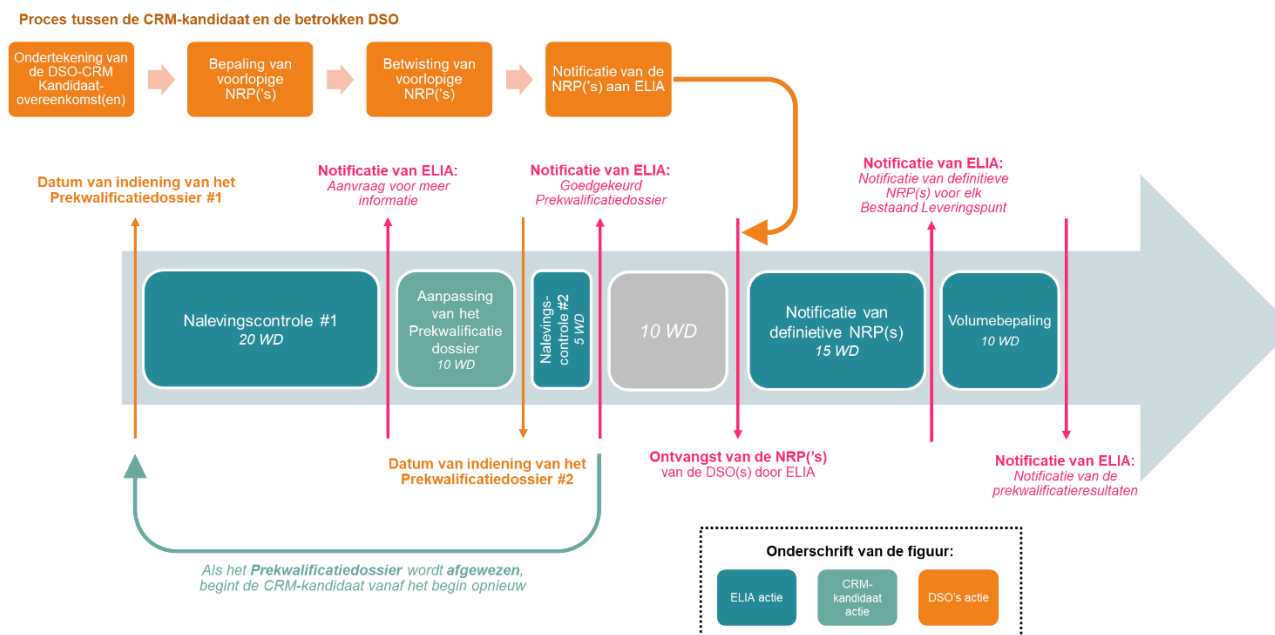 Proces tussen de CRM-kandidaat en de betrokken DSO
Ondertekening van
de DSO-CRM
Kandidaat-
overeenkomst(en)
Bepaling van
voorlopige
NRP('s)
Betwisting van
voorlopige
NRP('s)
Notificatie van de
NRP('s) aan ELIA
Datum van indiening van het
Prekwalificatiedossier #1
Notificatie van ELIA:
Aanvraag voor meer
informatie
Notificatie van ELIA:
Goedgekeurd
Prekwalificatiedossier
Notificatie van ELIA:
Notificatie van definitieve
NRP(s) voor elk
Bestaand Leveringspunt
Nalevingscontrole #1
20 WD
Aanpassing
van het
Prekwalificatie
dossier
10 WD
Nalevings-
controle #2
5 WD
10 WD
Notificatie van
definietive NRP(s)
15 WD
Volumebepaling
10 WD
Datum van indiening van het
Prekwalificatiedossier #2
Ontvangst van de NRP('s)
van de DSO(s) door ELIA
Notificatie van ELIA:
Notificatie van de
prekwalificatieresultaten
Als het Prekwalificatiedossier wordt afgewezen,
begint de CRM-kandidaat vanaf het begin opnieuw
Onderschrift van de figuur:
ELIA actie
CRM-
kandidaat
actie
DSO's actie